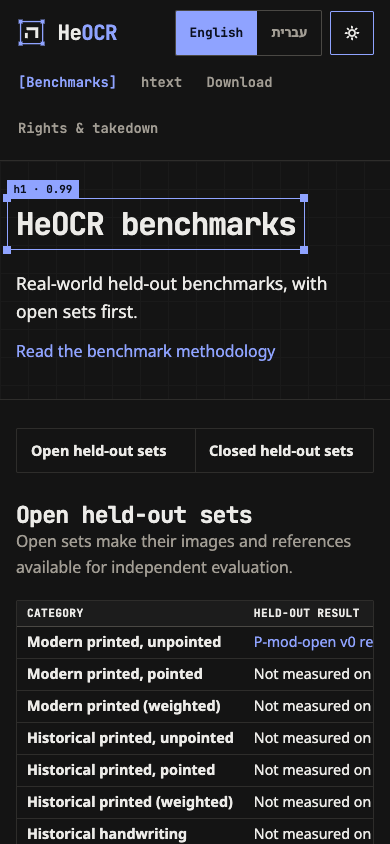 HeOCR
English
עברית
[Benchmarks] htext Download
Rights & takedown
h1 · 0.99
HeOCR benchmarks
Real-world held-out benchmarks, with
open sets first.
Read the benchmark methodology
Open held-out sets
Closed held-out sets
Open held-out sets
Open sets make their images and references
available for independent evaluation.
CATEGORY HELD-OUT RESULT
Modern printed, unpointed P-mod-open v0 re
Modern printed, pointed Not measured on
Modern printed (weighted) Not measured on
Historical printed, unpointed Not measured on
Historical printed, pointed Not measured on
Historical printed (weighted) Not measured on
Historical handwriting Not measured on